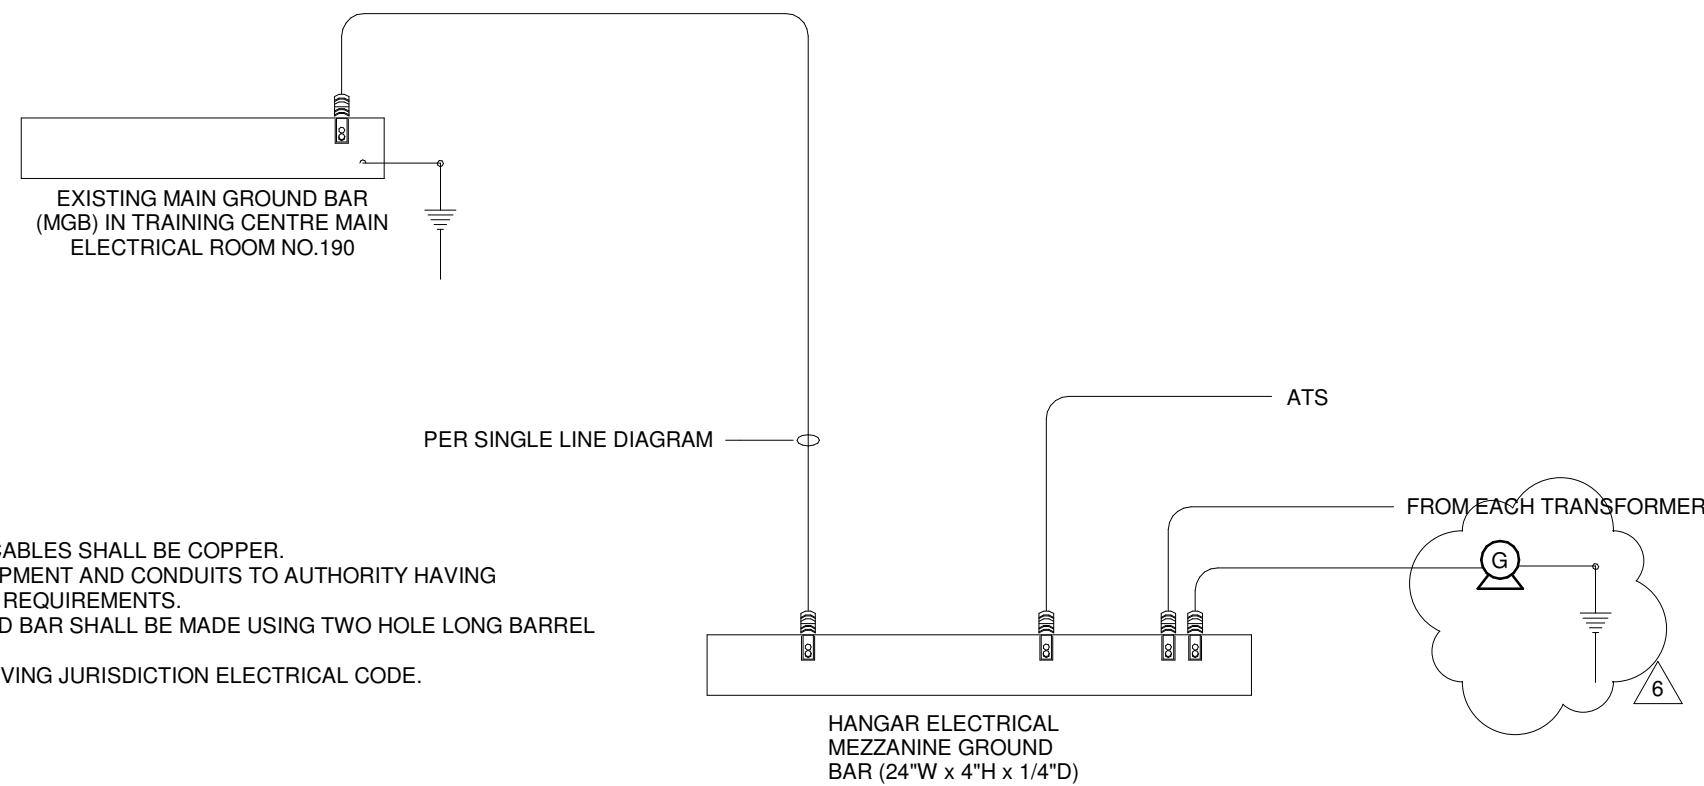 EXISTING MAIN GROUND BAR
(MGB) IN TRAINING CENTRE MAIN
ELECTRICAL ROOM NO.190
ATS
PER SINGLE LINE DIAGRAM
FROM EACH TRANSFORMER
G
CABLES SHALL BE COPPER.
PMENT AND CONDUITS TO AUTHORITY HAVING
REQUIREMENTS.
D BAR SHALL BE MADE USING TWO HOLE LONG BARREL
VING JURISDICTION ELECTRICAL CODE.
6
HANGAR ELECTRICAL
MEZZANINE GROUND
BAR (24"W x 4"H x 1/4"D)